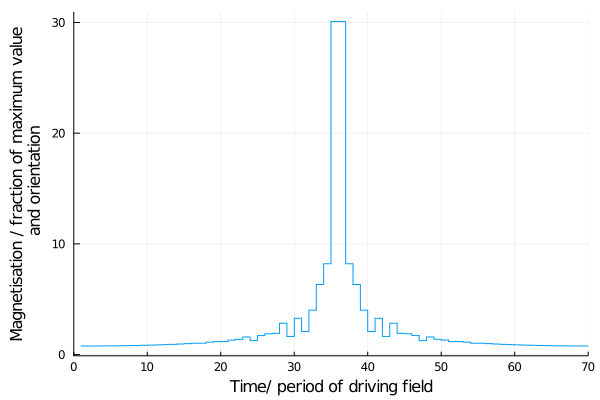 Magnetisation / fraction of maximum value
and orientation
30
20
10
0
0 10 20 30 40 50 60 70
Time/ period of driving field